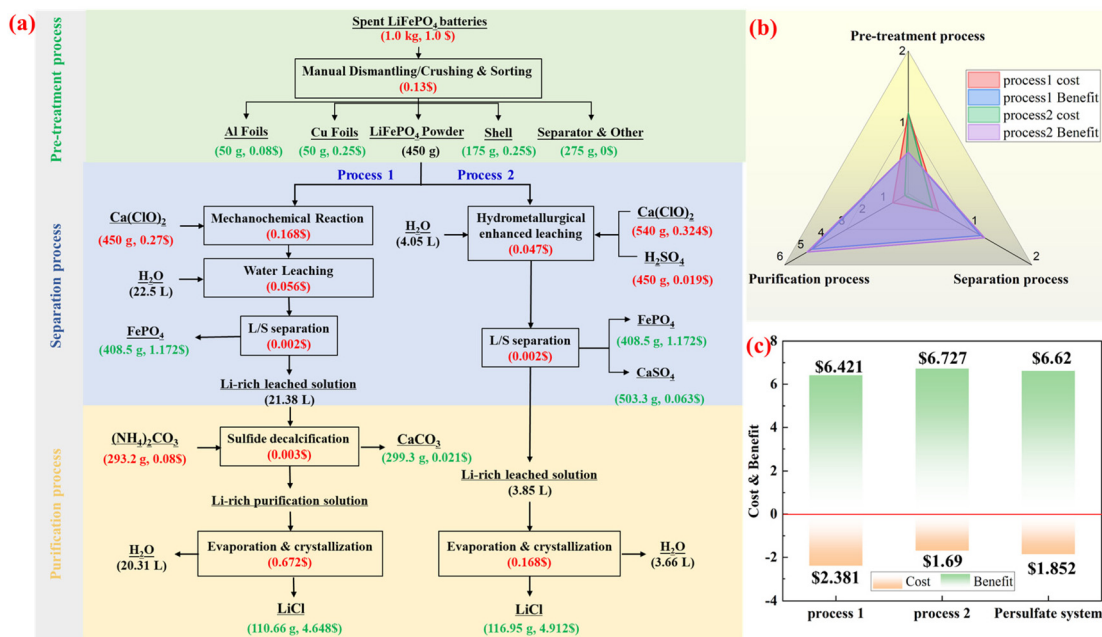 (a)
Pre-treatment process
Spent LiFePO4 batteries
(1.0 kg, 1.0 $)
Manual Dismantling/Crushing & Sorting
(0.13$)
Al Foils
(50 g, 0.08$)
Cu Foils
(50 g, 0.25$)
LiFePO4 Powder
(450 g)
Shell
(175 g, 0.25$)
Separator & Other
(275 g, 0$)
Separation process
Process 1
Process 2
Ca(ClO)2
(450 g, 0.27$)
Mechanochemical Reaction
(0.168$)
H2O
(22.5 L)
Water Leaching
(0.056$)
FePO4
(408.5 g, 1.172$)
L/S separation
(0.002$)
Li-rich leached solution
(21.38 L)
H2O
(4.05 L)
Hydrometallurgical
enhanced leaching
(0.047$)
Ca(ClO)2
(540 g, 0.324$)
H2SO4
(450 g, 0.019$)
L/S separation
(0.002$)
FePO4
(408.5 g, 1.172$)
CaSO4
(503.3 g, 0.063$)
Purification process
(NH4)2CO3
(293.2 g, 0.08$)
Sulfide decalcification
(0.003$)
CaCO3
(299.3 g, 0.021$)
Li-rich purification solution
H2O
(20.31 L)
Evaporation & crystallization
(0.672$)
LiCl
(110.66 g, 4.648$)
Li-rich leached solution
(3.85 L)
Evaporation & crystallization
(0.168$)
H2O
(3.66 L)
LiCl
(116.95 g, 4.912$)
(b)
Pre-treatment process
2
1
process1 cost
process1 Benefit
process2 cost
process2 Benefit
1
2
3
4
5
6
1
2
Purification process
Separation process
(c)
Cost & Benefit
8
6
4
2
0
-2
-4
$6.421
$6.727
$6.62
$2.381
$1.69
$1.852
Cost
Benefit
process 1
process 2
Persulfate system